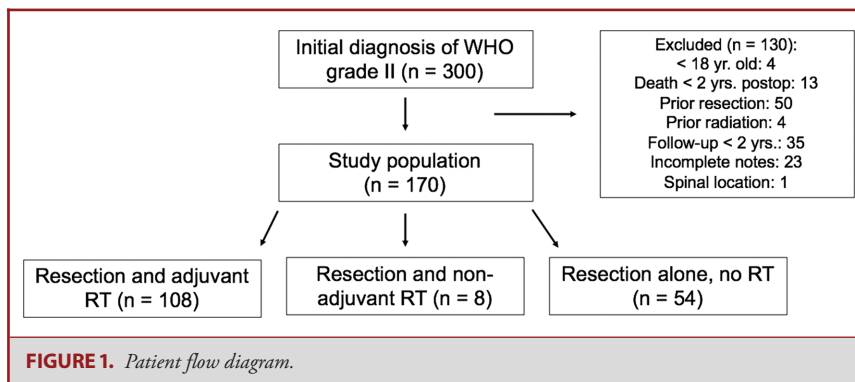 Initial diagnosis of WHO
grade II (n = 300)
Excluded (n = 130):
< 18 yr. old: 4
Death < 2 yrs. postop: 13
Prior resection: 50
Prior radiation: 4
Follow-up < 2 yrs.: 35
Incomplete notes: 23
Spinal location: 1
Study population
(n = 170)
Resection and adjuvant
RT (n = 108)
Resection and non-
adjuvant RT (n = 8)
Resection alone, no RT
(n = 54)
FIGURE 1. Patient flow diagram.